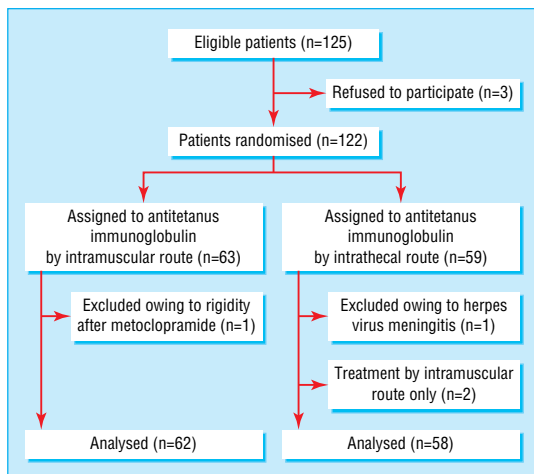 Eligible patients (n=125)
Refused to participate (n=3)
Patients randomised (n=122)
Assigned to antitetanus
immunoglobulin
by intramuscular route (n=63)
Assigned to antitetanus
immunoglobulin
by intrathecal route (n=59)
Excluded owing to rigidity
after metoclopramide (n=1)
Excluded owing to herpes
virus meningitis (n=1)
Treatment by intramuscular
route only (n=2)
Analysed (n=62)
Analysed (n=58)